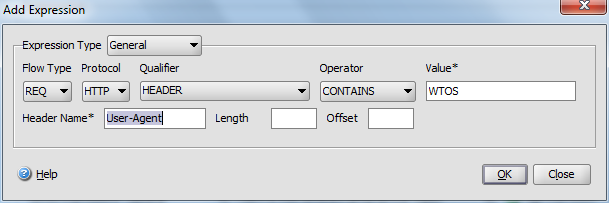 Add Expression
Expression Type General
Flow Type Protocol Qualifier Operator Value*
REQ HTTP HEADER CONTAINS WTOS
Header Name* User-Agent Length Offset
? Help OK Close